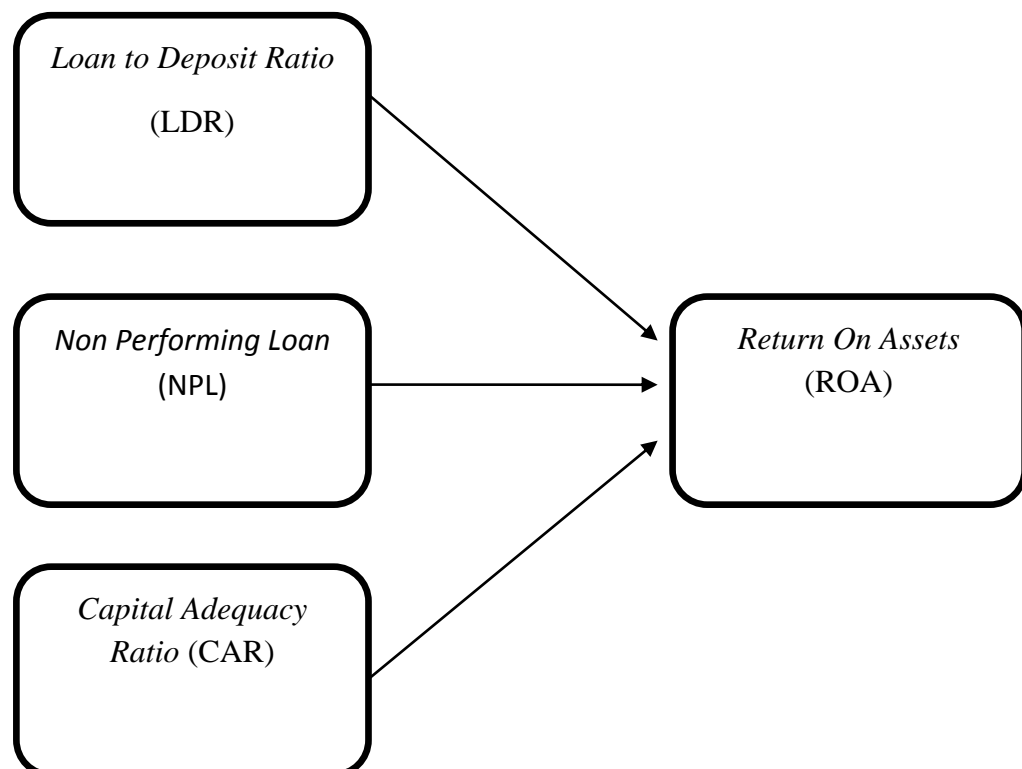 Loan to Deposit Ratio
(LDR)
Non Performing Loan
(NPL)
Return On Assets
(ROA)
Capital Adequacy
Ratio (CAR)